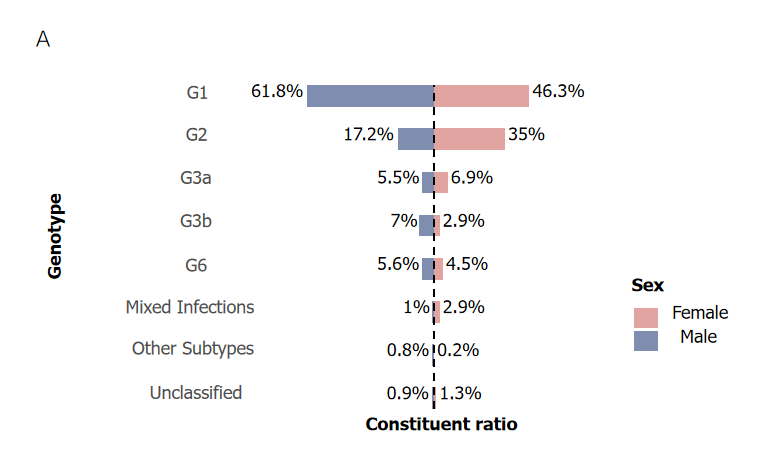 A
G1 61.8% 46.3%
G2 17.2% 35%
G3a 5.5% 6.9%
G3b 7% 2.9%
G6 5.6% 4.5%
Mixed Infections 1% 2.9%
Other Subtypes 0.8% 0.2%
Unclassified 0.9% 1.3%
Constituent ratio
Genotype
Sex
Female
Male